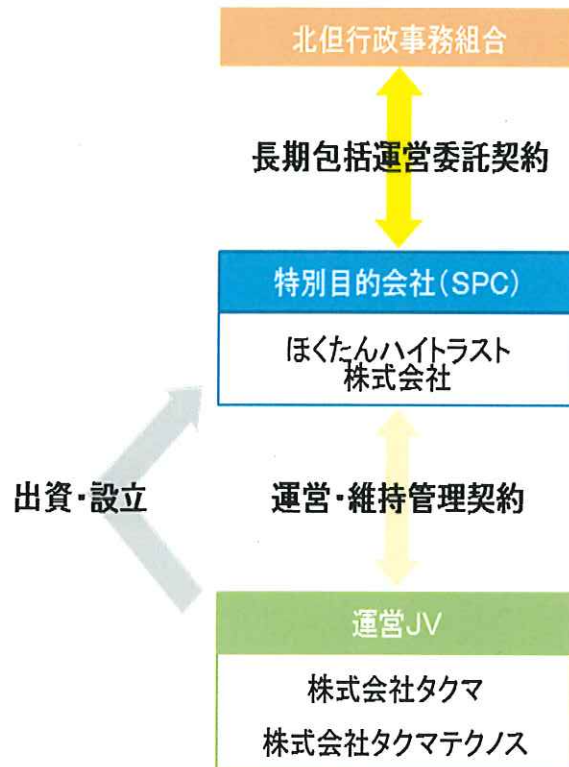 北但行政事務組合
長期包括運営委託契約
特別目的会社(SPC)
ほくたんハイトラスト
株式会社
出資・設立
運営・維持管理契約
運営JV
株式会社タクマ
株式会社タクマテクノス